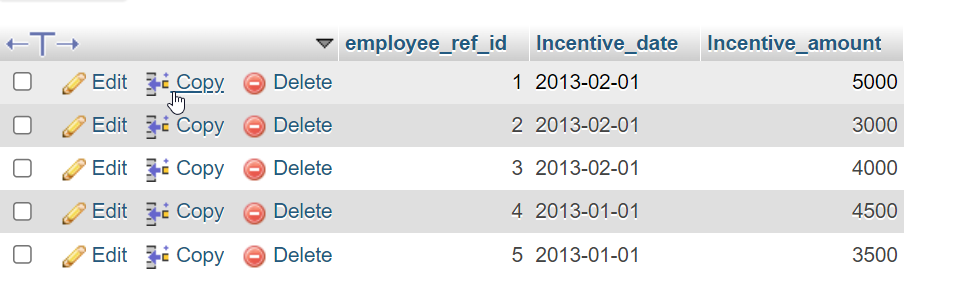 employee_ref_id Incentive_date Incentive_amount
Edit Copy Delete 1 2013-02-01 5000
Edit Copy Delete 2 2013-02-01 3000
Edit Copy Delete 3 2013-02-01 4000
Edit Copy Delete 4 2013-01-01 4500
Edit Copy Delete 5 2013-01-01 3500